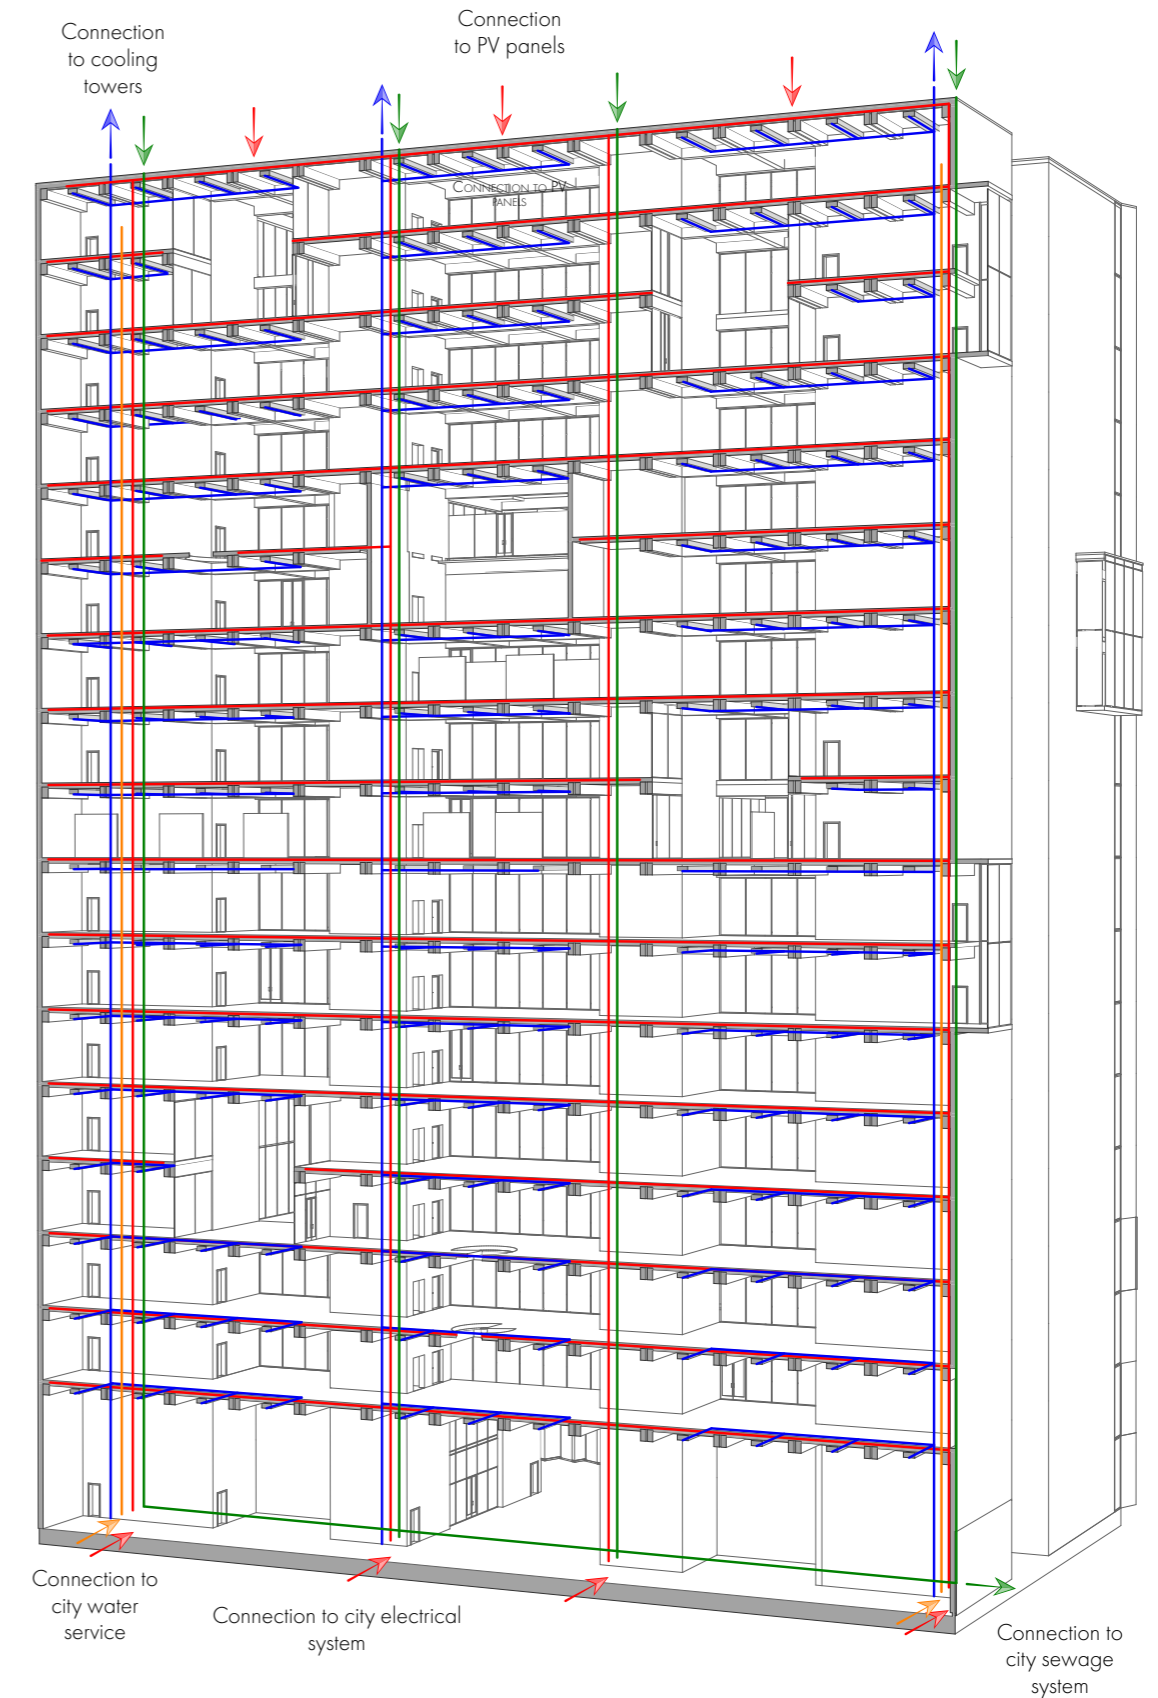 Connection
to cooling
towers
Connection
to PV panels
Connection to PV
panels
Connection to
city water
service
Connection to city electrical
system
Connection to
city sewage
system